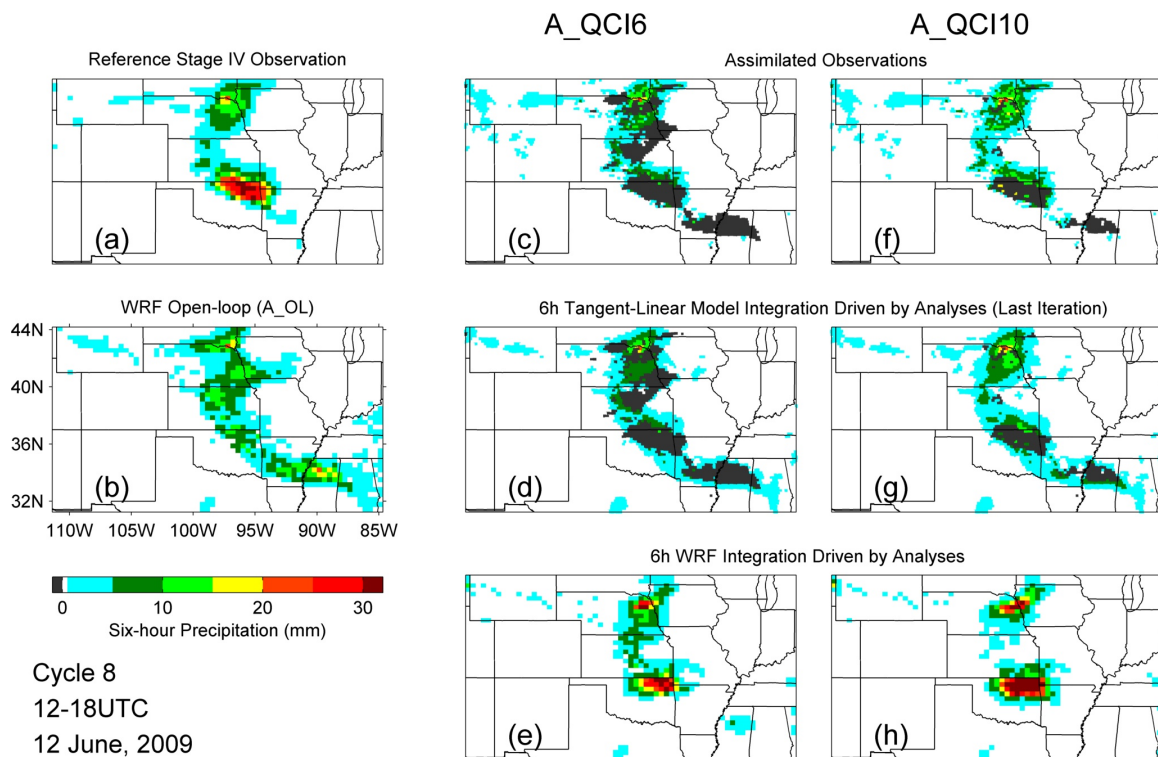 A_QCI6
A_QCI10
Reference Stage IV Observation
Assimilated Observations
(a)
(c)
(f)
WRF Open-loop (A_OL)
6h Tangent-Linear Model Integration Driven by Analyses (Last Iteration)
44N
40N
36N
32N
(b)
(d)
(g)
110W 105W 100W 95W 90W 85W
6h WRF Integration Driven by Analyses
0 10 20 30
Six-hour Precipitation (mm)
Cycle 8
12-18UTC
12 June, 2009
(e)
(h)